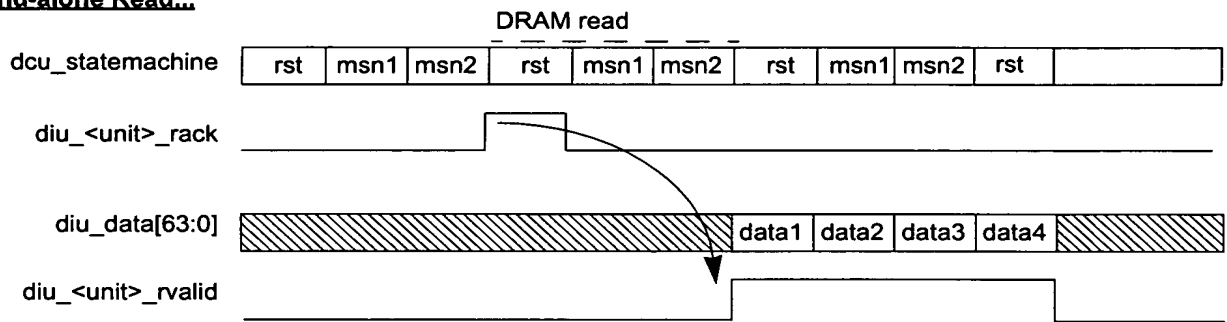 Read...
DRAM read
dcu_statemachine rst msn1 msn2 rst msn1 msn2 rst msn1 msn2 rst
diu_<unit>_rack
diu_data[63:0] data1 data2 data3 data4
diu_<unit>_rvalid